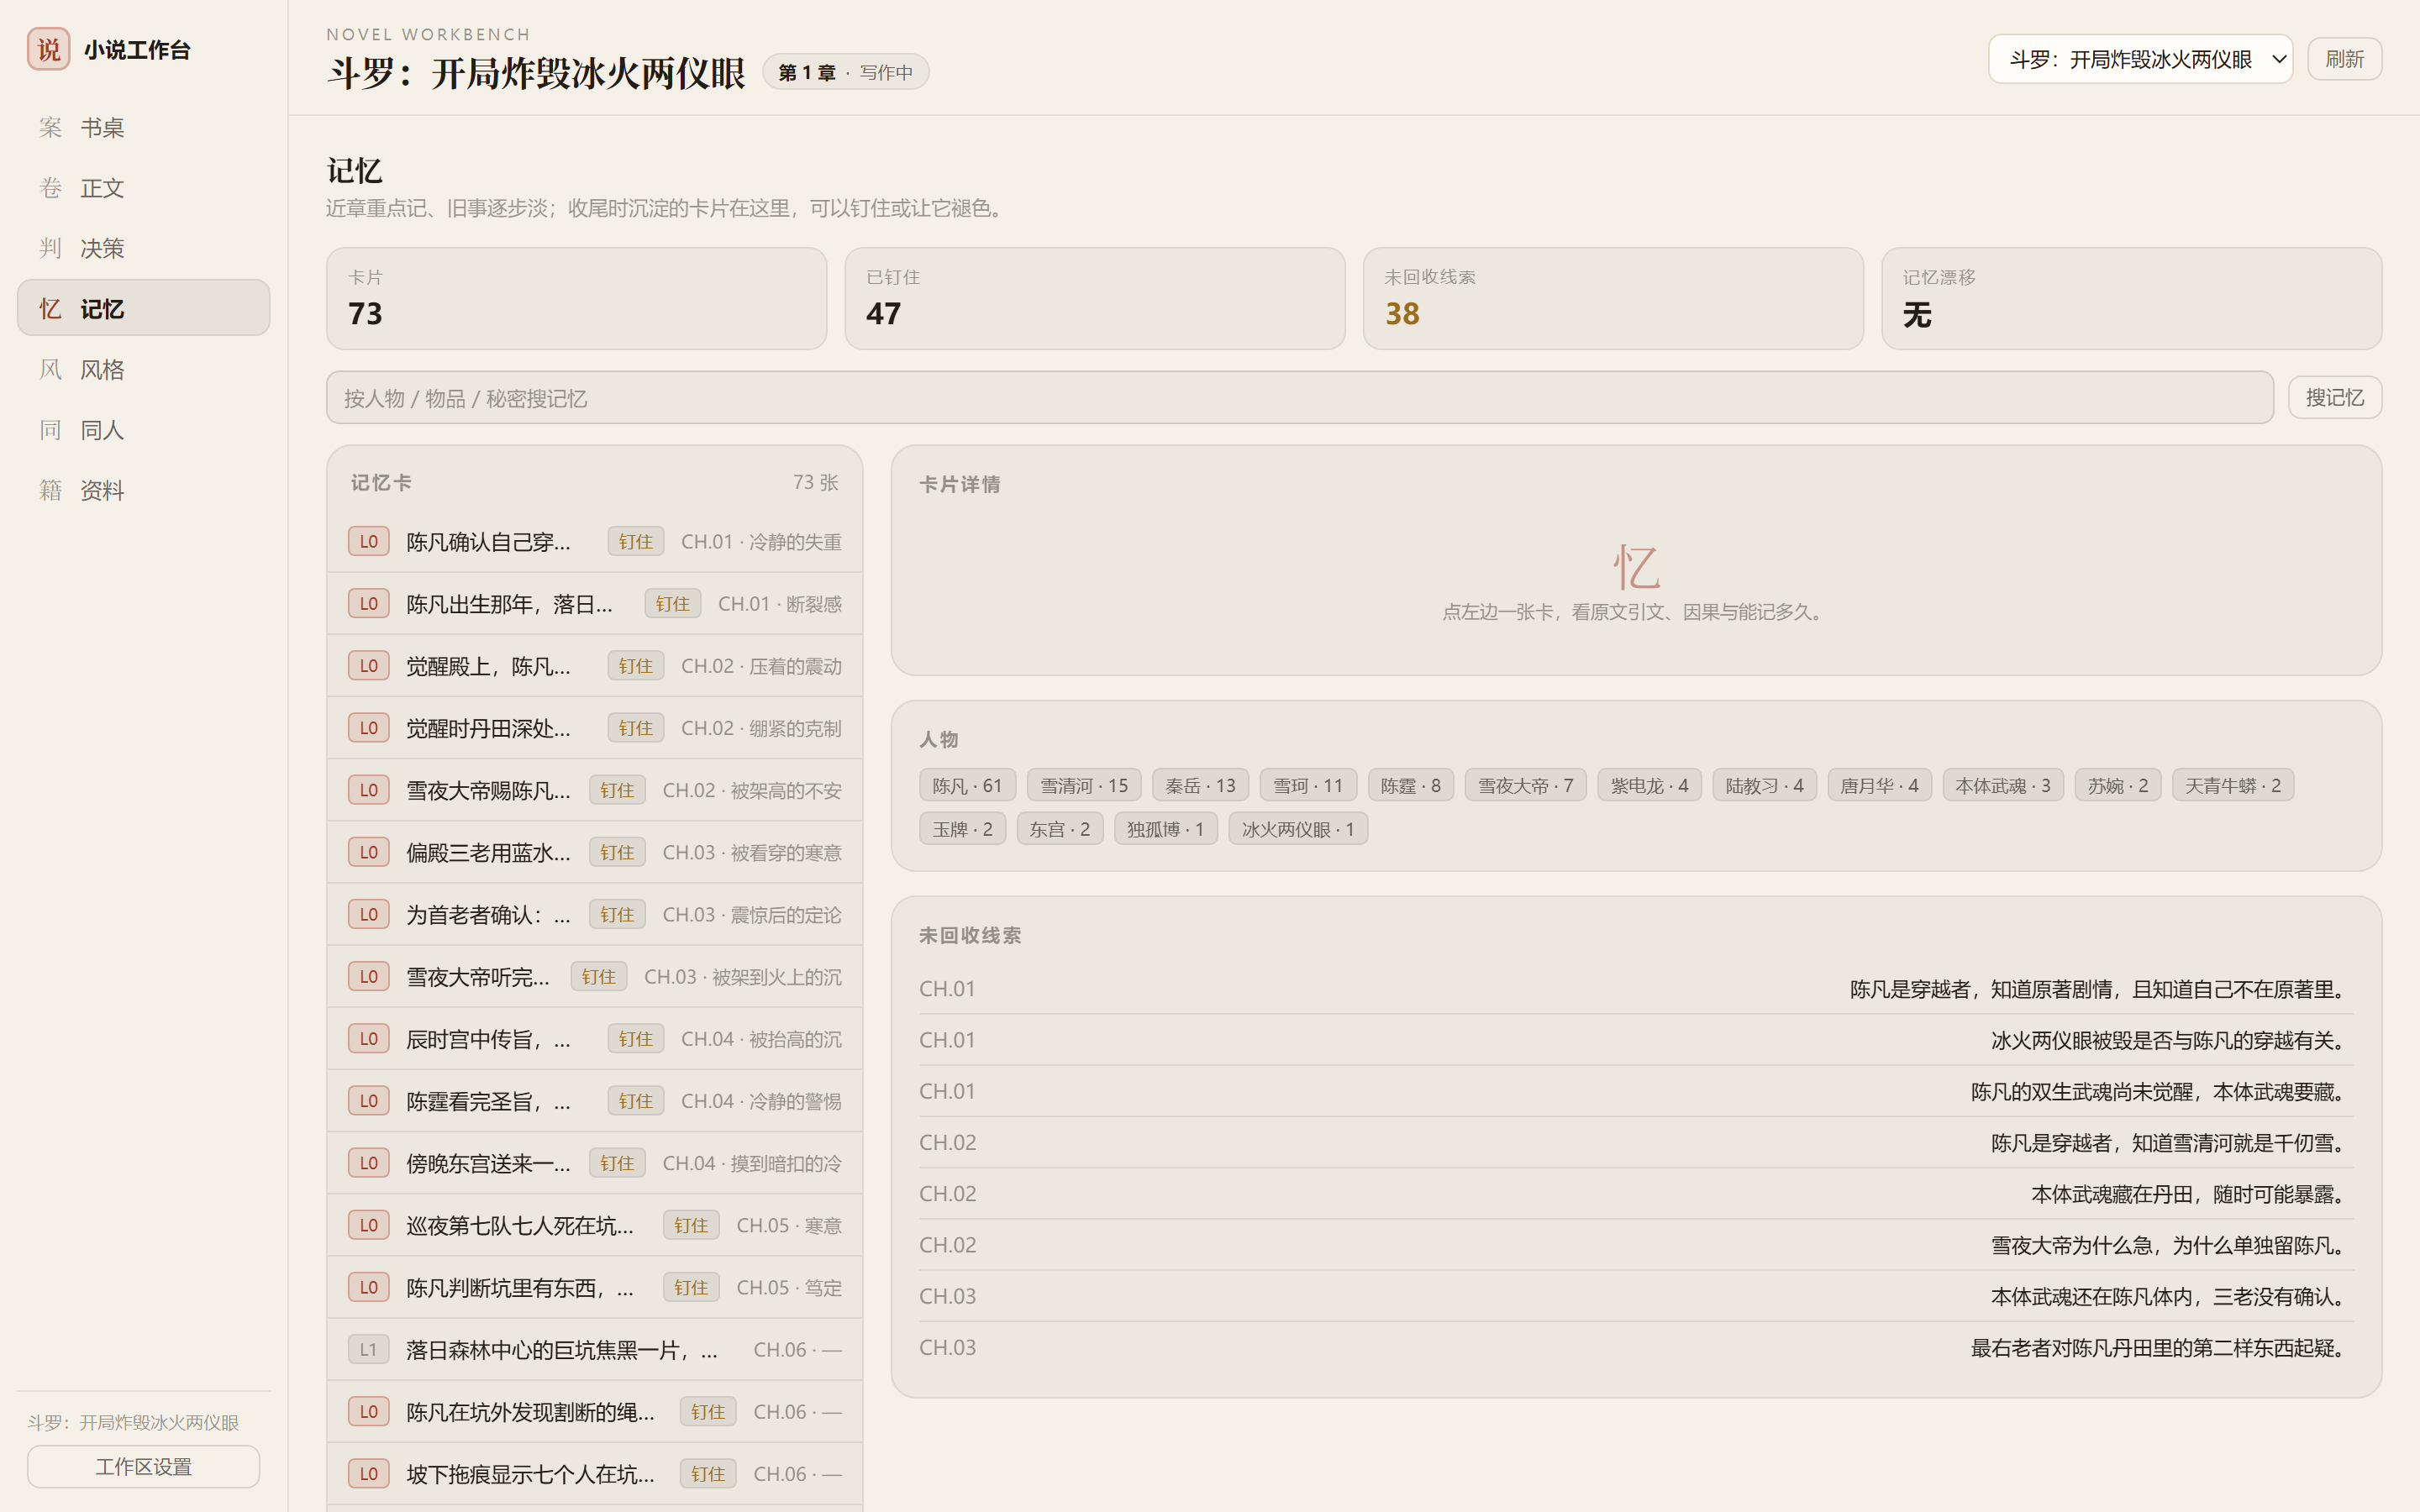 说 小说工作台
案 书桌
卷 正文
判 决策
忆 记忆
风 风格
同 同人
籍 资料
斗罗：开局炸毁冰火两仪眼
工作区设置
NOVEL WORKBENCH
斗罗：开局炸毁冰火两仪眼 第 1 章 · 写作中
斗罗：开局炸毁冰火两仪眼 刷新
记忆
近章重点记、旧事逐步淡；收尾时沉淀的卡片在这里，可以钉住或让它褪色。
卡片
73
已钉住
47
未回收线索
38
记忆漂移
无
按人物 / 物品 / 秘密搜记忆 搜记忆
记忆卡 73 张
L0 陈凡确认自己穿... 钉住 CH.01 · 冷静的失重
L0 陈凡出生那年，落日... 钉住 CH.01 · 断裂感
L0 觉醒殿上，陈凡... 钉住 CH.02 · 压着的震动
L0 觉醒时丹田深处... 钉住 CH.02 · 绷紧的克制
L0 雪夜大帝赐陈凡... 钉住 CH.02 · 被架高的不安
L0 偏殿三老用蓝水... 钉住 CH.03 · 被看穿的寒意
L0 为首老者确认：... 钉住 CH.03 · 震惊后的定论
L0 雪夜大帝听完... 钉住 CH.03 · 被架到火上的沉
L0 辰时宫中传旨，... 钉住 CH.04 · 被抬高的沉
L0 陈霆看完圣旨，... 钉住 CH.04 · 冷静的警惕
L0 傍晚东宫送来一... 钉住 CH.04 · 摸到暗扣的冷
L0 巡夜第七队七人死在坑... 钉住 CH.05 · 寒意
L0 陈凡判断坑里有东西，... 钉住 CH.05 · 笃定
L1 落日森林中心的巨坑焦黑一片，... CH.06 · —
L0 陈凡在坑外发现割断的绳... 钉住 CH.06 · —
L0 坡下拖痕显示七个人在坑... 钉住 CH.06 · —
卡片详情
忆
点左边一张卡，看原文引文、因果与能记多久。
人物
陈凡 · 61 雪清河 · 15 秦岳 · 13 雪珂 · 11 陈霆 · 8 雪夜大帝 · 7 紫电龙 · 4 陆教习 · 4 唐月华 · 4 本体武魂 · 3 苏婉 · 2 天青牛蟒 · 2
玉牌 · 2 东宫 · 2 独孤博 · 1 冰火两仪眼 · 1
未回收线索
CH.01 陈凡是穿越者，知道原著剧情，且知道自己不在原著里。
CH.01 冰火两仪眼被毁是否与陈凡的穿越有关。
CH.01 陈凡的双生武魂尚未觉醒，本体武魂要藏。
CH.02 陈凡是穿越者，知道雪清河就是千仞雪。
CH.02 本体武魂藏在丹田，随时可能暴露。
CH.02 雪夜大帝为什么急，为什么单独留陈凡。
CH.03 本体武魂还在陈凡体内，三老没有确认。
CH.03 最右老者对陈凡丹田里的第二样东西起疑。